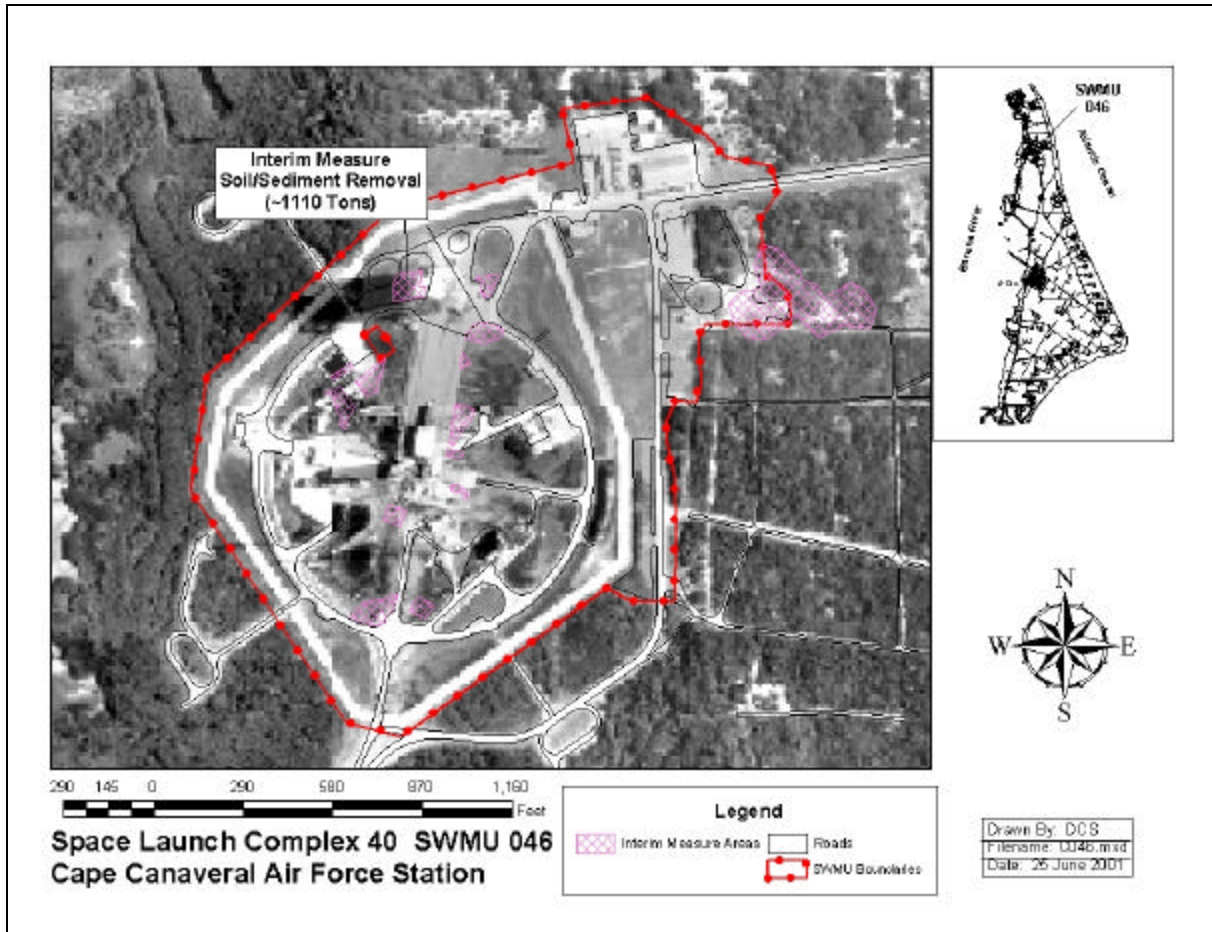 Interim Measure
Soil/Sediment Removal
(~1110 Tons)
SWMU
046
290 145 0 290 580 870 1,160
Feet
Space Launch Complex 40 SWMU 046
Cape Canaveral Air Force Station
Legend
Interim Measure Areas
Roads
SWMU Boundaries
N
W E
S
Drawn By: DCS
Filename: 0046.mxd
Date: 26 June 2001